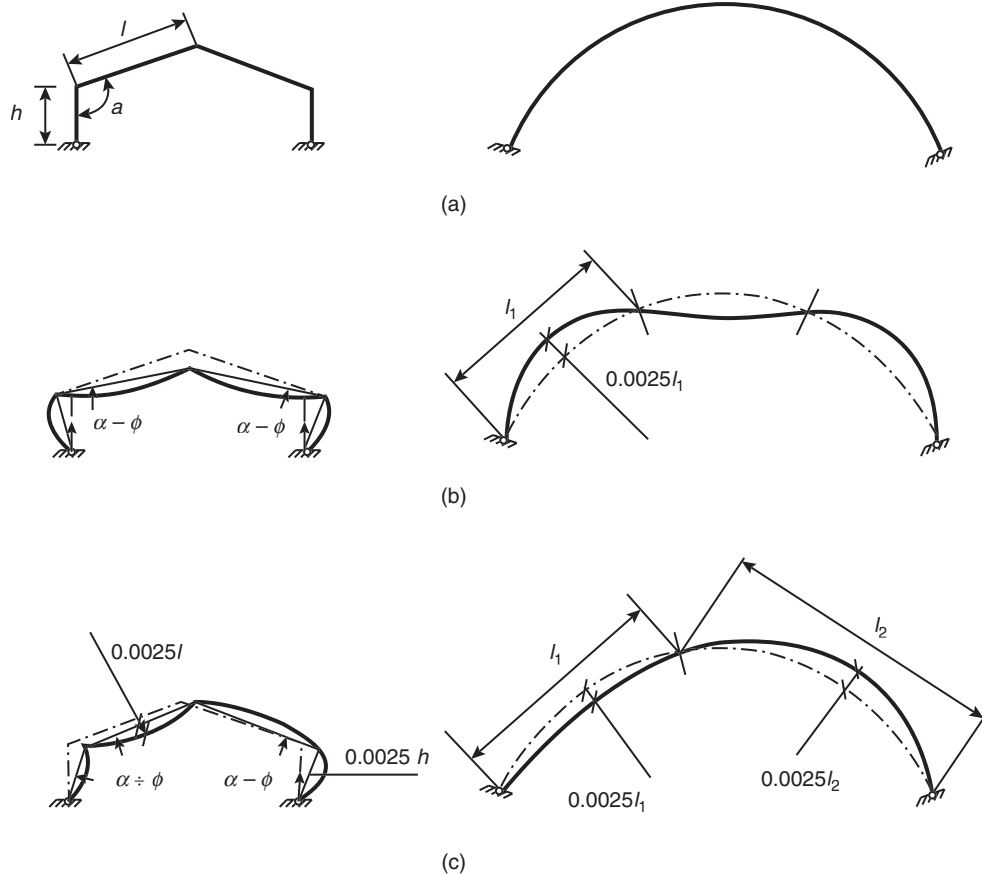 l
h
a
(a)
l₁
0.0025l₁
α – ϕ
α – ϕ
(b)
0.0025l
l₁
l₂
α ÷ ϕ
α – ϕ
0.0025 h
0.0025l₁
0.0025l₂
(c)